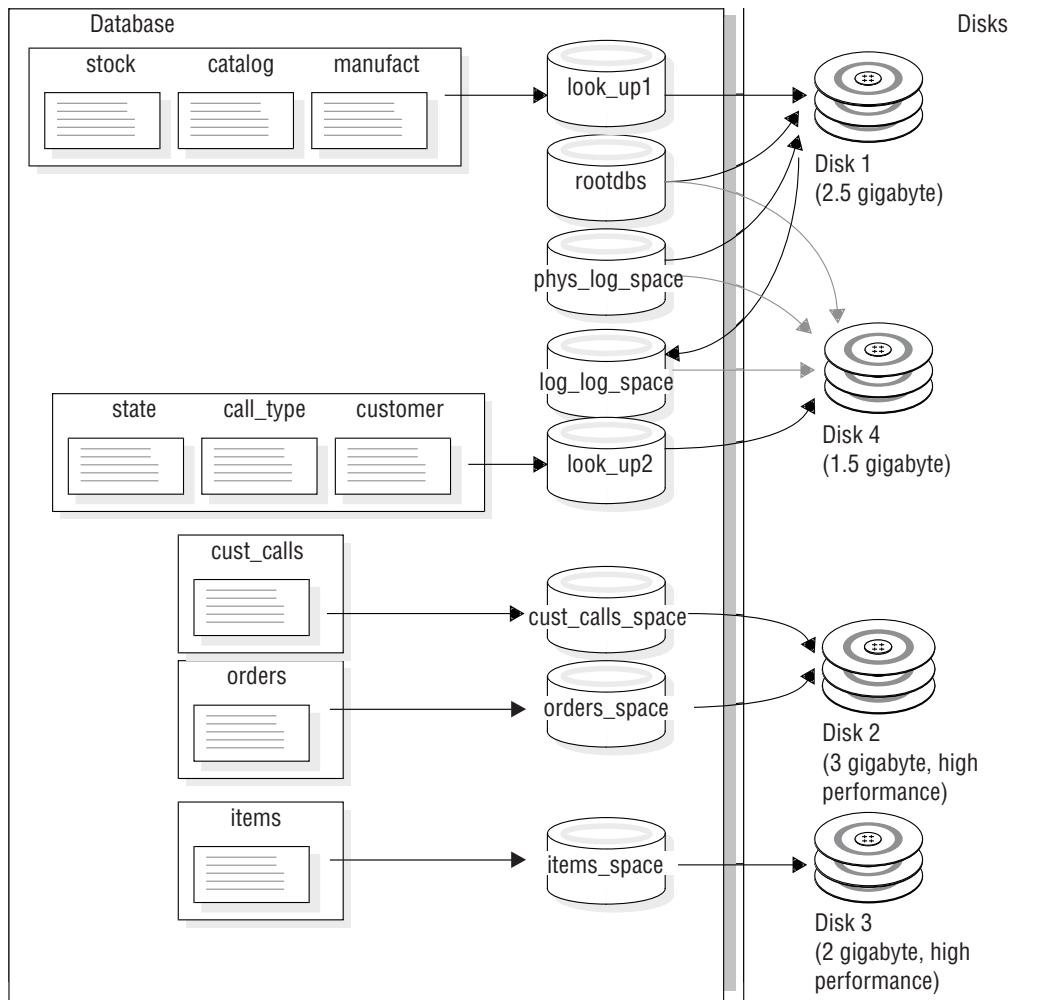 Database
Disks
stock
catalog
manufact
look_up1
Disk 1
(2.5 gigabyte)
rootdbs
phys_log_space
log_log_space
Disk 4
(1.5 gigabyte)
state
call_type
customer
look_up2
cust_calls
cust_calls_space
orders
orders_space
Disk 2
(3 gigabyte, high
performance)
items
items_space
Disk 3
(2 gigabyte, high
performance)